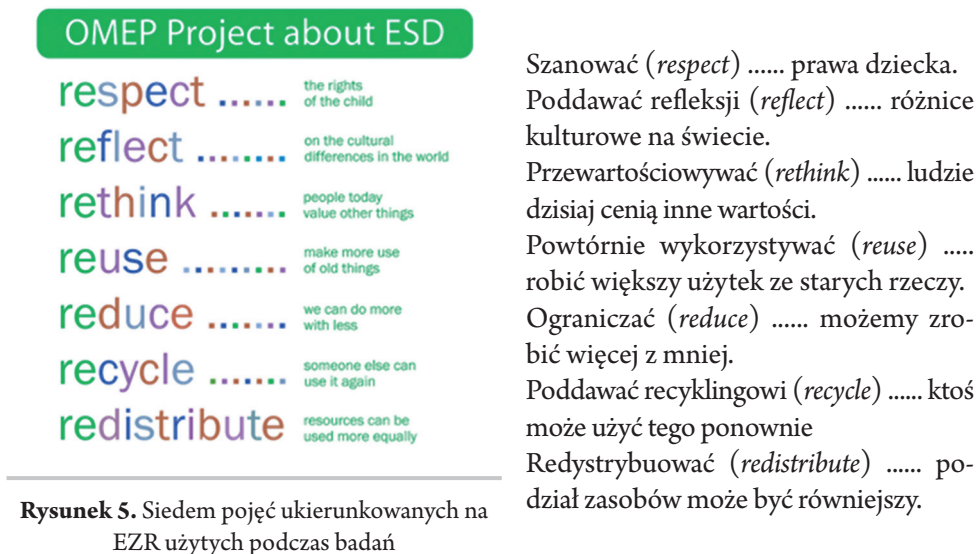 OMEP Project about ESD
respect ...... the rights
of the child
reflect ........ on the cultural
differences in the world
rethink ....... people today
value other things
reuse ......... make more use
of old things
reduce ....... we can do more
with less
recycle ....... someone else can
use it again
redistribute resources can be
used more equally
Rysunek 5. Siedem pojęć ukierunkowanych na
EZR użytych podczas badań
Szanować (respect) ...... prawa dziecka.
Poddawać refleksji (reflect) ...... różnice
kulturowe na świecie.
Przewartościowywać (rethink) ...... ludzie
dzisiaj cenią inne wartości.
Powtórnie wykorzystywać (reuse) .....
robić większy użytek ze starych rzeczy.
Ograniczać (reduce) ...... możemy zro-
bić więcej z mniej.
Poddawać recyklingowi (recycle) ...... ktoś
może użyć tego ponownie
Redystrybuować (redistribute) ...... po-
dział zasobów może być równiejszy.